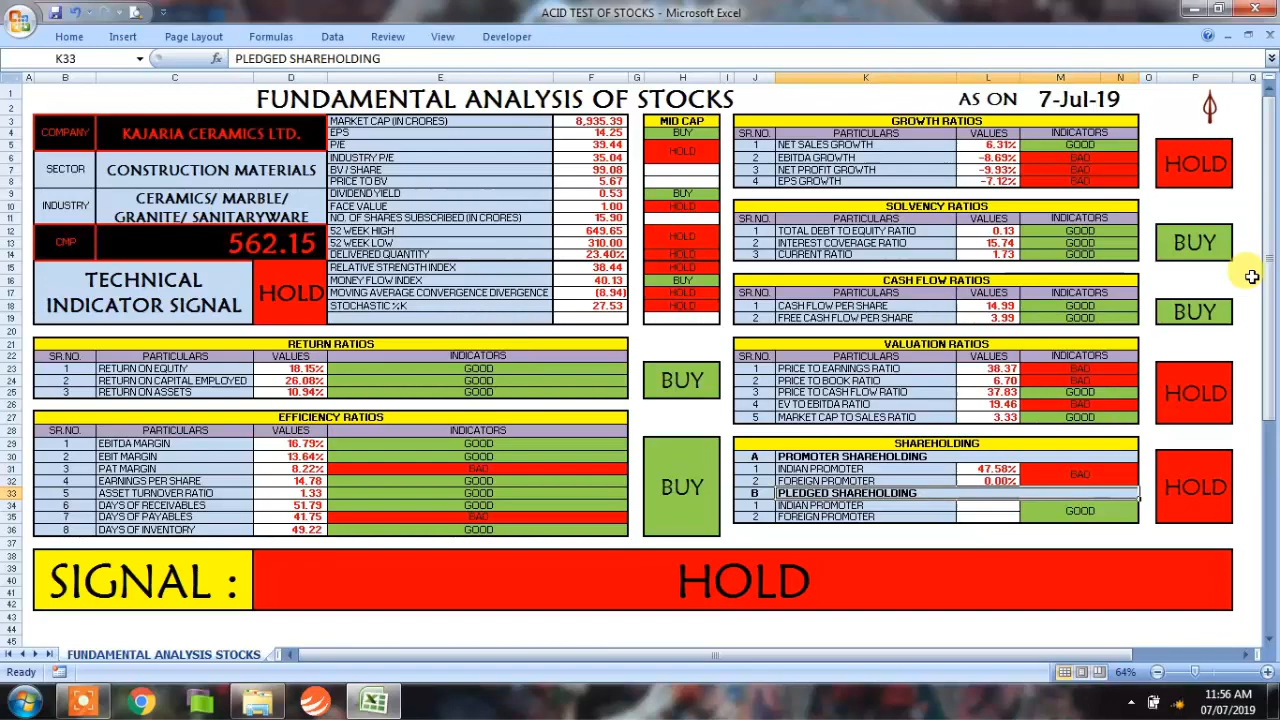 ACID TEST OF STOCKS - Microsoft Excel
Home Insert Page Layout Formulas Data Review View Developer
K33 fx PLEDGED SHAREHOLDING
A B C D E F G H I J K L M N O P Q
FUNDAMENTAL ANALYSIS OF STOCKS AS ON 7-Jul-19
COMPANY KAJARIA CERAMICS LTD.
SECTOR CONSTRUCTION MATERIALS
INDUSTRY CERAMICS/ MARBLE/
GRANITE/ SANITARYWARE
CMP 562.15
TECHNICAL
INDICATOR SIGNAL HOLD
MARKET CAP (IN CRORES) 8,935.39 MID CAP
EPS 14.25 BUY
P/E 39.44 HOLD
INDUSTRY P/E 35.04
BV / SHARE 99.08
PRICE TO BV 5.67
DIVIDEND YIELD 0.53 BUY
FACE VALUE 1.00 HOLD
NO. OF SHARES SUBSCRIBED (IN CRORES) 15.90
52 WEEK HIGH 649.65 HOLD
52 WEEK LOW 310.00
DELIVERED QUANTITY 23.40% HOLD
RELATIVE STRENGTH INDEX 38.44 HOLD
MONEY FLOW INDEX 40.13 BUY
MOVING AVERAGE CONVERGENCE DIVERGENCE (8.94) HOLD
STOCHASTIC %K 27.53 HOLD
GROWTH RATIOS
SR.NO. PARTICULARS VALUES INDICATORS
1 NET SALES GROWTH 6.31% GOOD
2 EBITDA GROWTH -8.69% BAD
3 NET PROFIT GROWTH -9.93% BAD
4 EPS GROWTH -7.12% BAD
HOLD
SOLVENCY RATIOS
SR.NO. PARTICULARS VALUES INDICATORS
1 TOTAL DEBT TO EQUITY RATIO 0.13 GOOD
2 INTEREST COVERAGE RATIO 15.74 GOOD
3 CURRENT RATIO 1.73 GOOD
BUY
CASH FLOW RATIOS
SR.NO. PARTICULARS VALUES INDICATORS
1 CASH FLOW PER SHARE 14.99 GOOD
2 FREE CASH FLOW PER SHARE 3.99 GOOD
BUY
RETURN RATIOS
SR.NO. PARTICULARS VALUES INDICATORS
1 RETURN ON EQUITY 18.15% GOOD
2 RETURN ON CAPITAL EMPLOYED 26.08% GOOD
3 RETURN ON ASSETS 10.94% GOOD
BUY
VALUATION RATIOS
SR.NO. PARTICULARS VALUES INDICATORS
1 PRICE TO EARNINGS RATIO 38.37 BAD
2 PRICE TO BOOK RATIO 6.70 BAD
3 PRICE TO CASH FLOW RATIO 37.83 GOOD
4 EV TO EBITDA RATIO 19.46 BAD
5 MARKET CAP TO SALES RATIO 3.33 GOOD
HOLD
EFFICIENCY RATIOS
SR.NO. PARTICULARS VALUES INDICATORS
1 EBITDA MARGIN 16.79% GOOD
2 EBIT MARGIN 13.64% GOOD
3 PAT MARGIN 8.22% BAD
4 EARNINGS PER SHARE 14.78 GOOD
5 ASSET TURNOVER RATIO 1.33 GOOD
6 DAYS OF RECEIVABLES 51.79 GOOD
7 DAYS OF PAYABLES 41.75 BAD
8 DAYS OF INVENTORY 49.22 GOOD
BUY
SHAREHOLDING
A PROMOTER SHAREHOLDING
1 INDIAN PROMOTER 47.58% BAD
2 FOREIGN PROMOTER 0.00%
B PLEDGED SHAREHOLDING
1 INDIAN PROMOTER GOOD
2 FOREIGN PROMOTER
HOLD
SIGNAL : HOLD
FUNDAMENTAL ANALYSIS STOCKS
Ready 64%
11:56 AM
07/07/2019